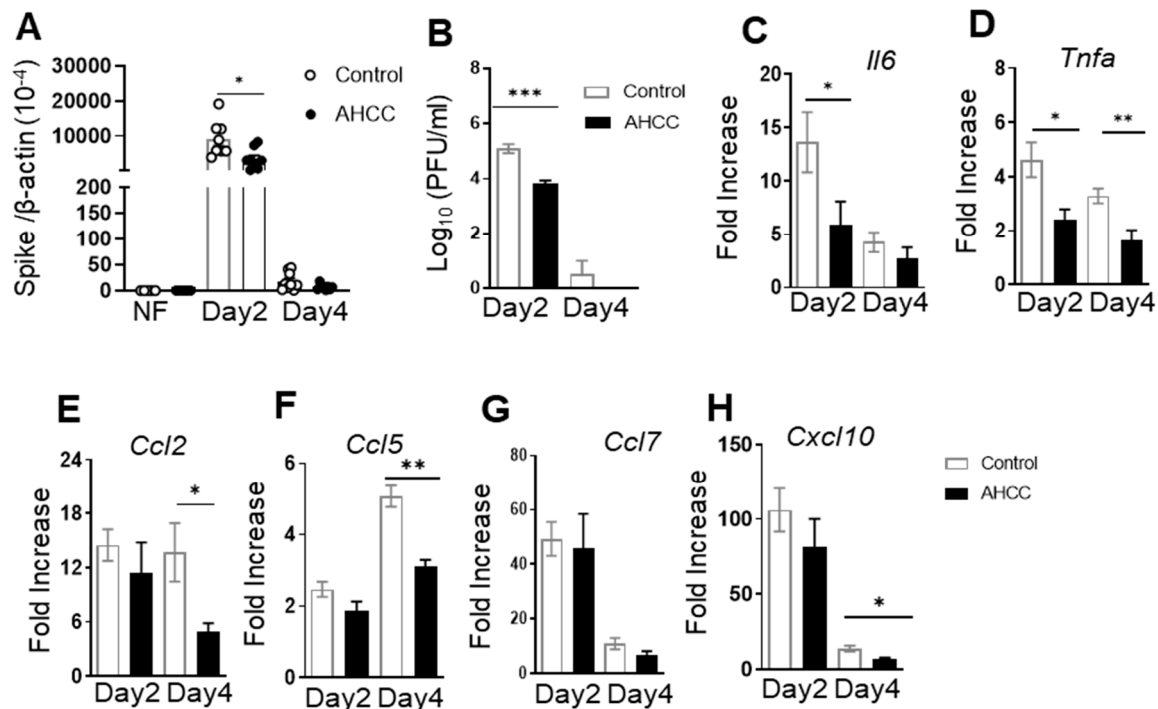 A
Spike /β-actin (10⁻⁴)
30000
20000
10000
200
150
100
50
0
NF Day2 Day4
*
Control
AHCC
B
Log₁₀ (PFU/ml)
8
6
4
2
0
Day2 Day4
***
Control
AHCC
C
Il6
Fold Increase
20
15
10
5
0
Day2 Day4
*
D
Tnfa
Fold Increase
8
6
4
2
0
Day2 Day4
* **
E
Ccl2
Fold Increase
24
18
12
6
0
Day2 Day4
*
F
Ccl5
Fold Increase
6
4
2
0
Day2 Day4
**
G
Ccl7
Fold Increase
80
60
40
20
0
Day2 Day4
H
Cxcl10
Fold Increase
150
100
50
0
Day2 Day4
*
Control
AHCC